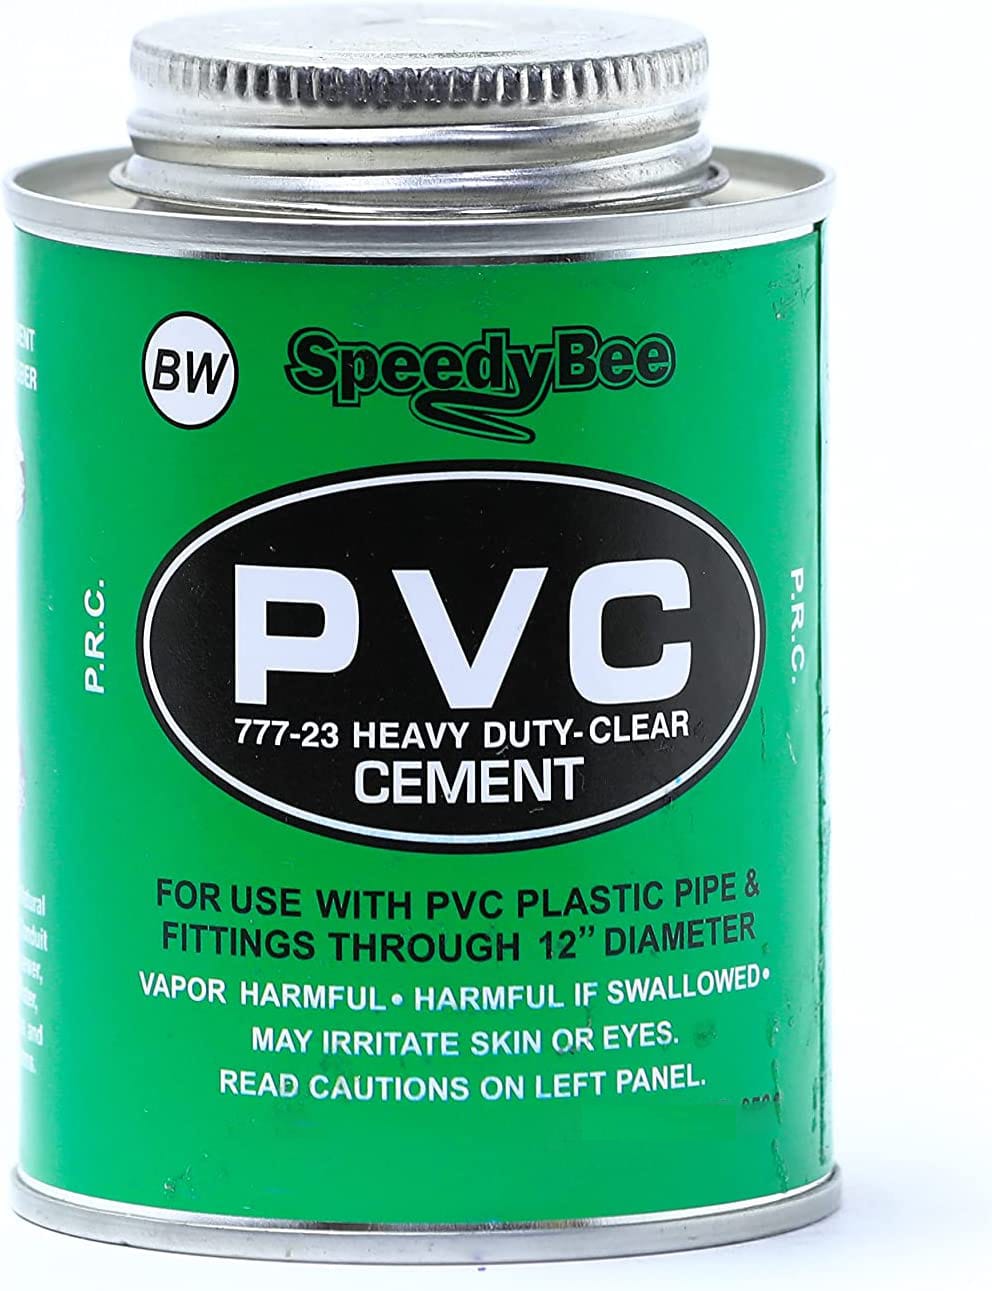 BW
SpeedyBee
PVC
777-23 HEAVY DUTY-CLEAR
CEMENT
P.R.C.
P.R.C.
FOR USE WITH PVC PLASTIC PIPE &
FITTINGS THROUGH 12” DIAMETER
VAPOR HARMFUL• HARMFUL IF SWALLOWED•
MAY IRRITATE SKIN OR EYES.
READ CAUTIONS ON LEFT PANEL.
and